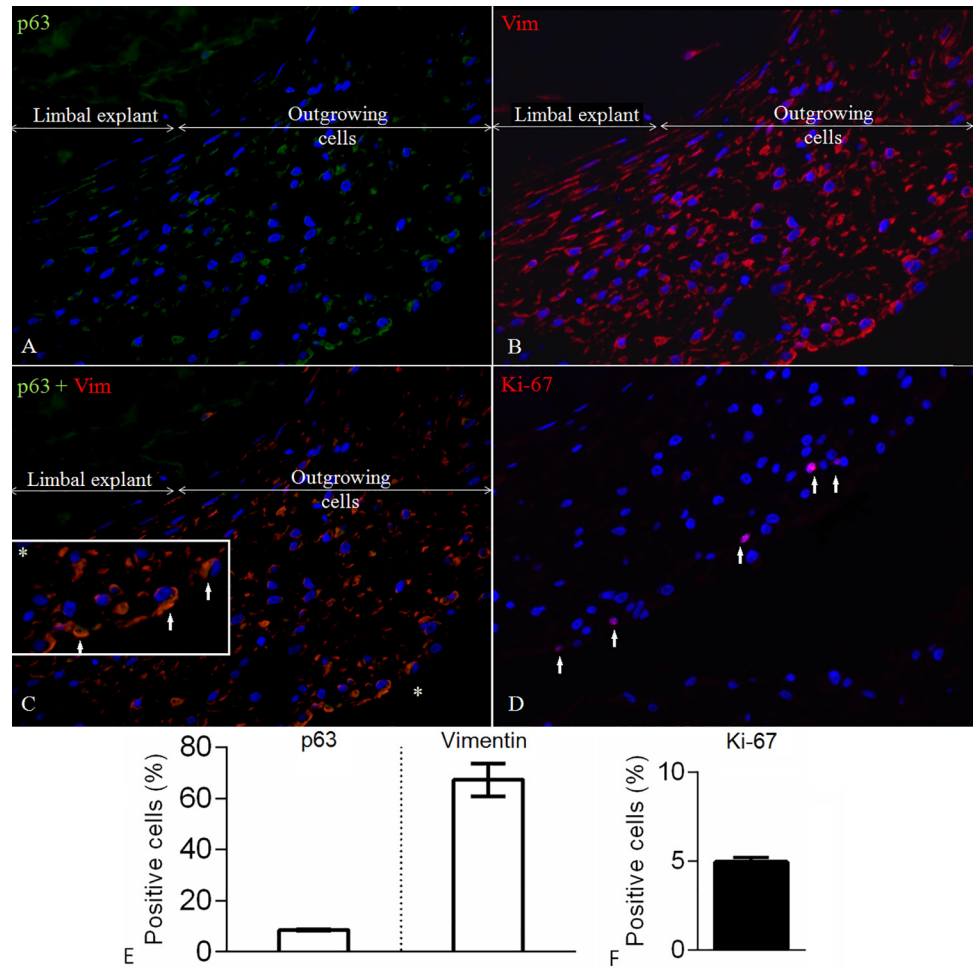 p63
Vim
Limbal explant
Outgrowing
cells
Limbal explant
Outgrowing
cells
A
B
p63 + Vim
Ki-67
Limbal explant
Outgrowing
cells
*
C
*
D
p63
Vimentin
Ki-67
Positive cells (%)
80
60
40
20
0
E
Positive cells (%)
10
5
0
F